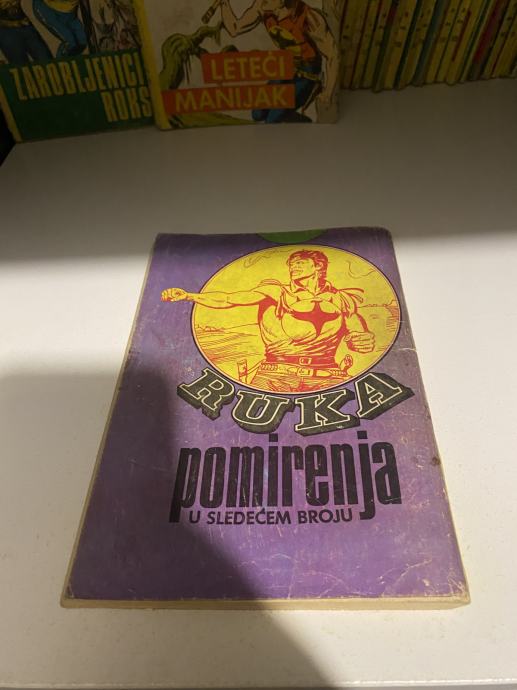 ZAROBLJENICI
ROKS
LETEĆI
MANIJAK
RUKA
pomirenja
U SLEDEĆEM BROJU